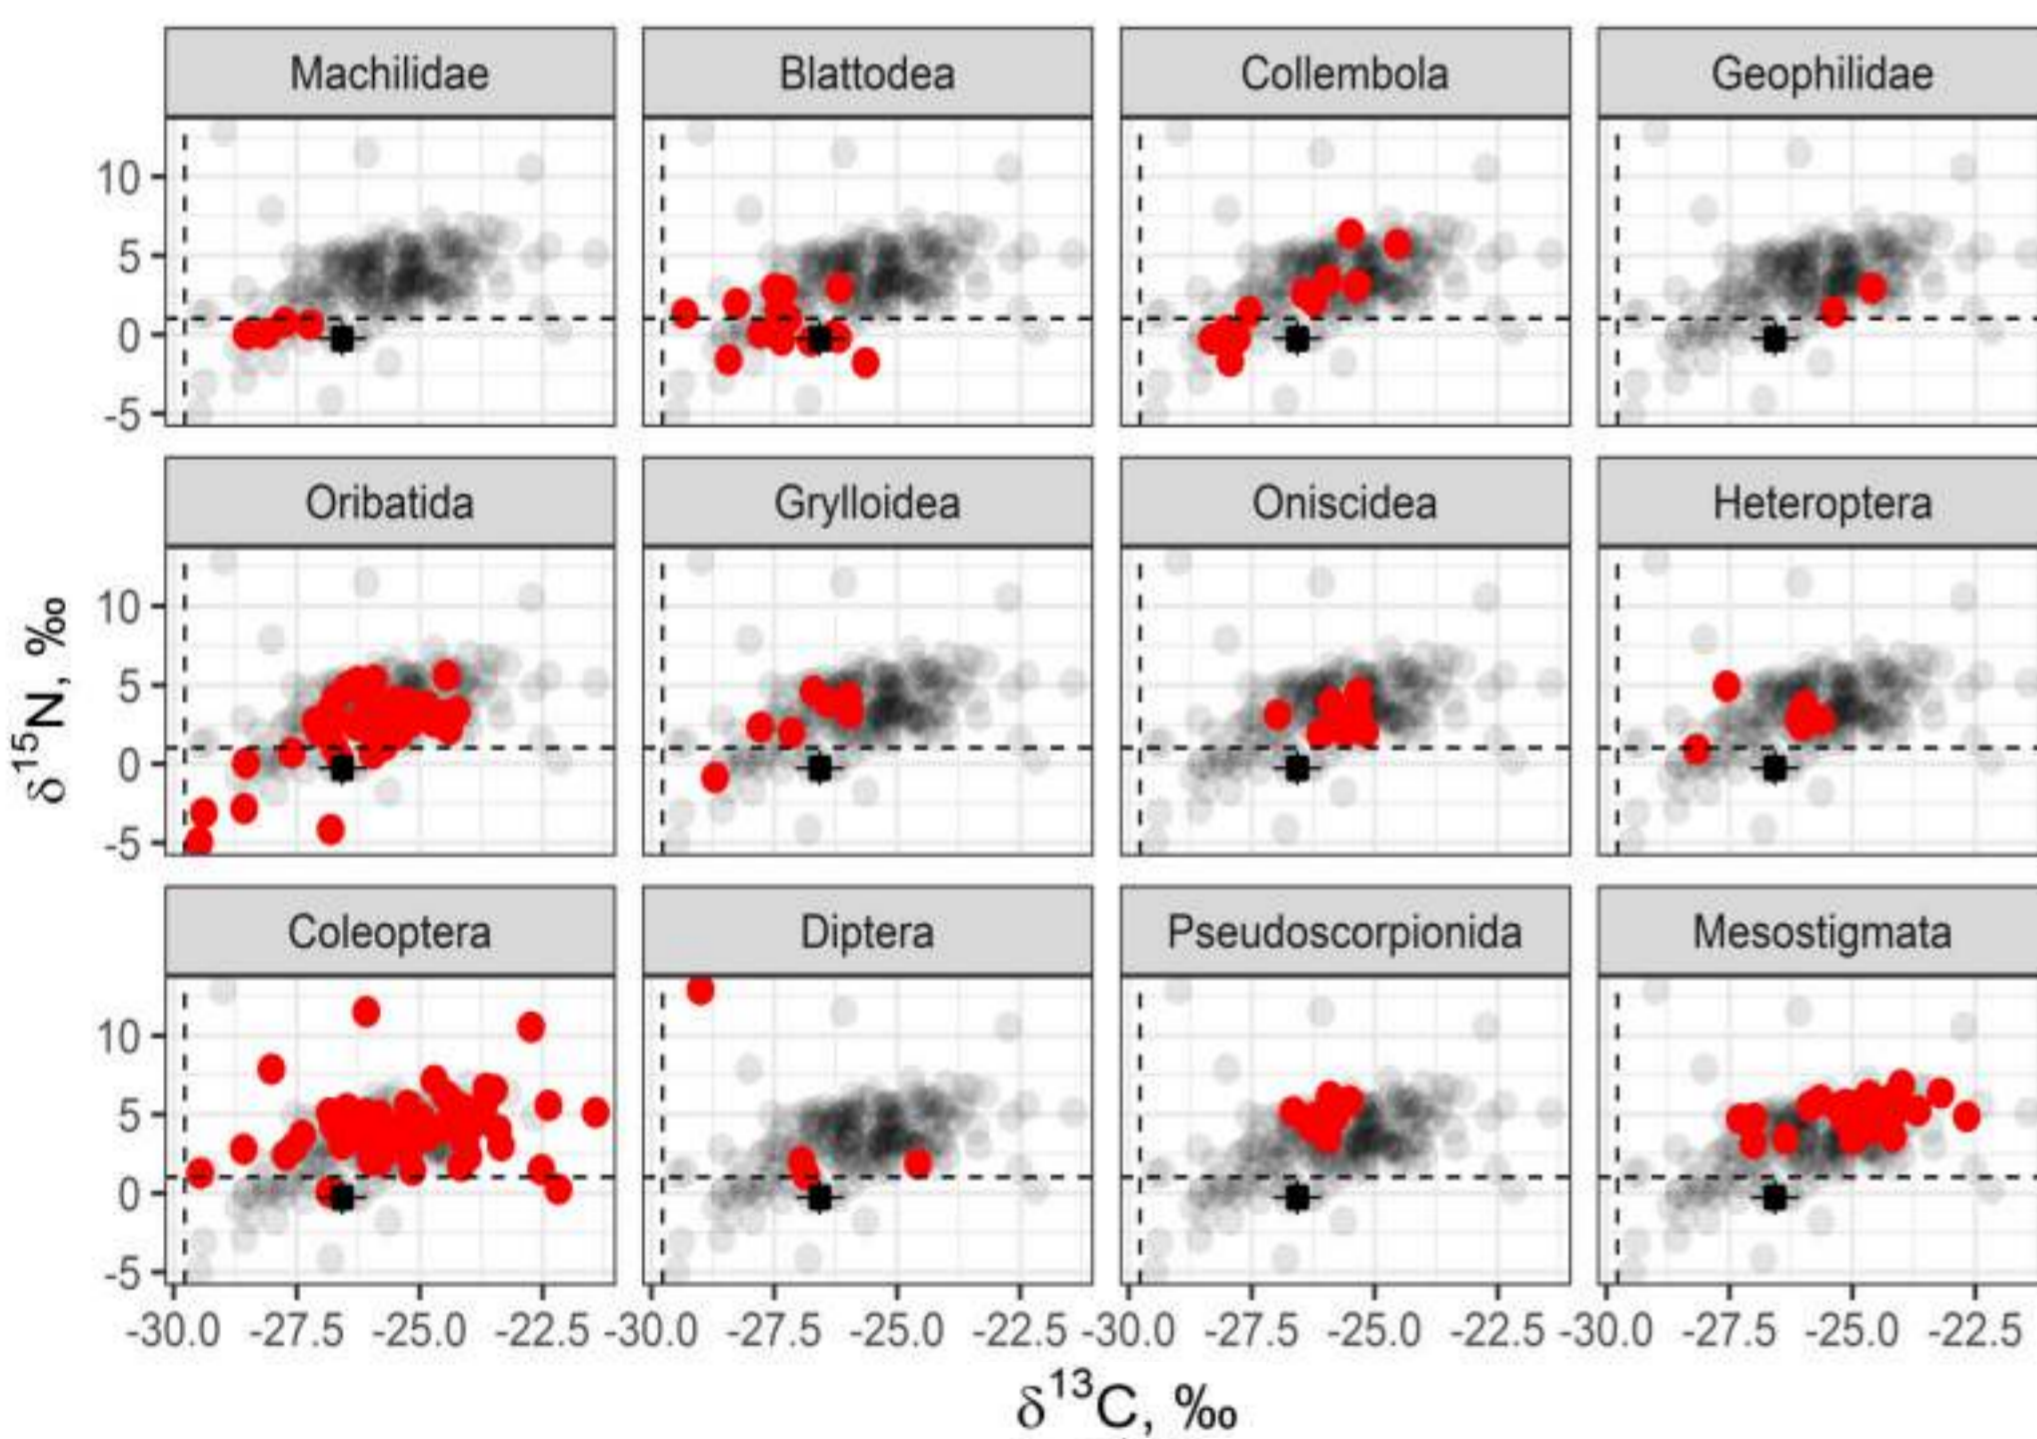 Machilidae Blattodea Collembola Geophilidae
10
5
0
-5
Oribatida Grylloidea Oniscidea Heteroptera
10
5
0
-5
δ15N, ‰
Coleoptera Diptera Pseudoscorpionida Mesostigmata
10
5
0
-5
-30.0 -27.5 -25.0 -22.5 -30.0 -27.5 -25.0 -22.5 -30.0 -27.5 -25.0 -22.5 -30.0 -27.5 -25.0 -22.5
δ13C, ‰